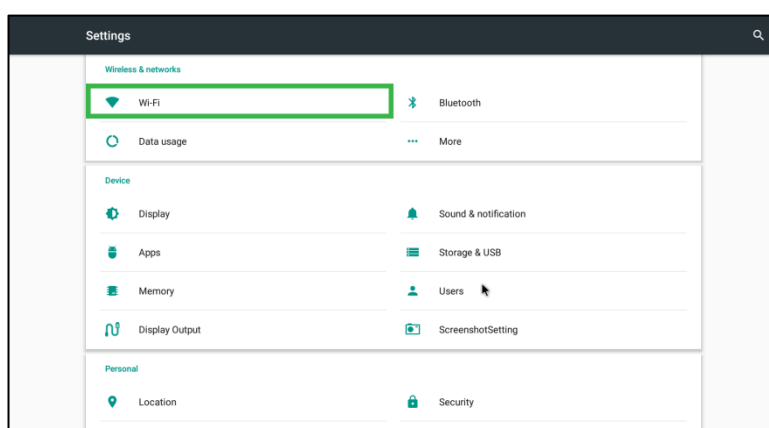 Settings
Wireless & networks
Wi-Fi
Bluetooth
Data usage
More
Device
Display
Sound & notification
Apps
Storage & USB
Memory
Users
Display Output
ScreenshotSetting
Personal
Location
Security